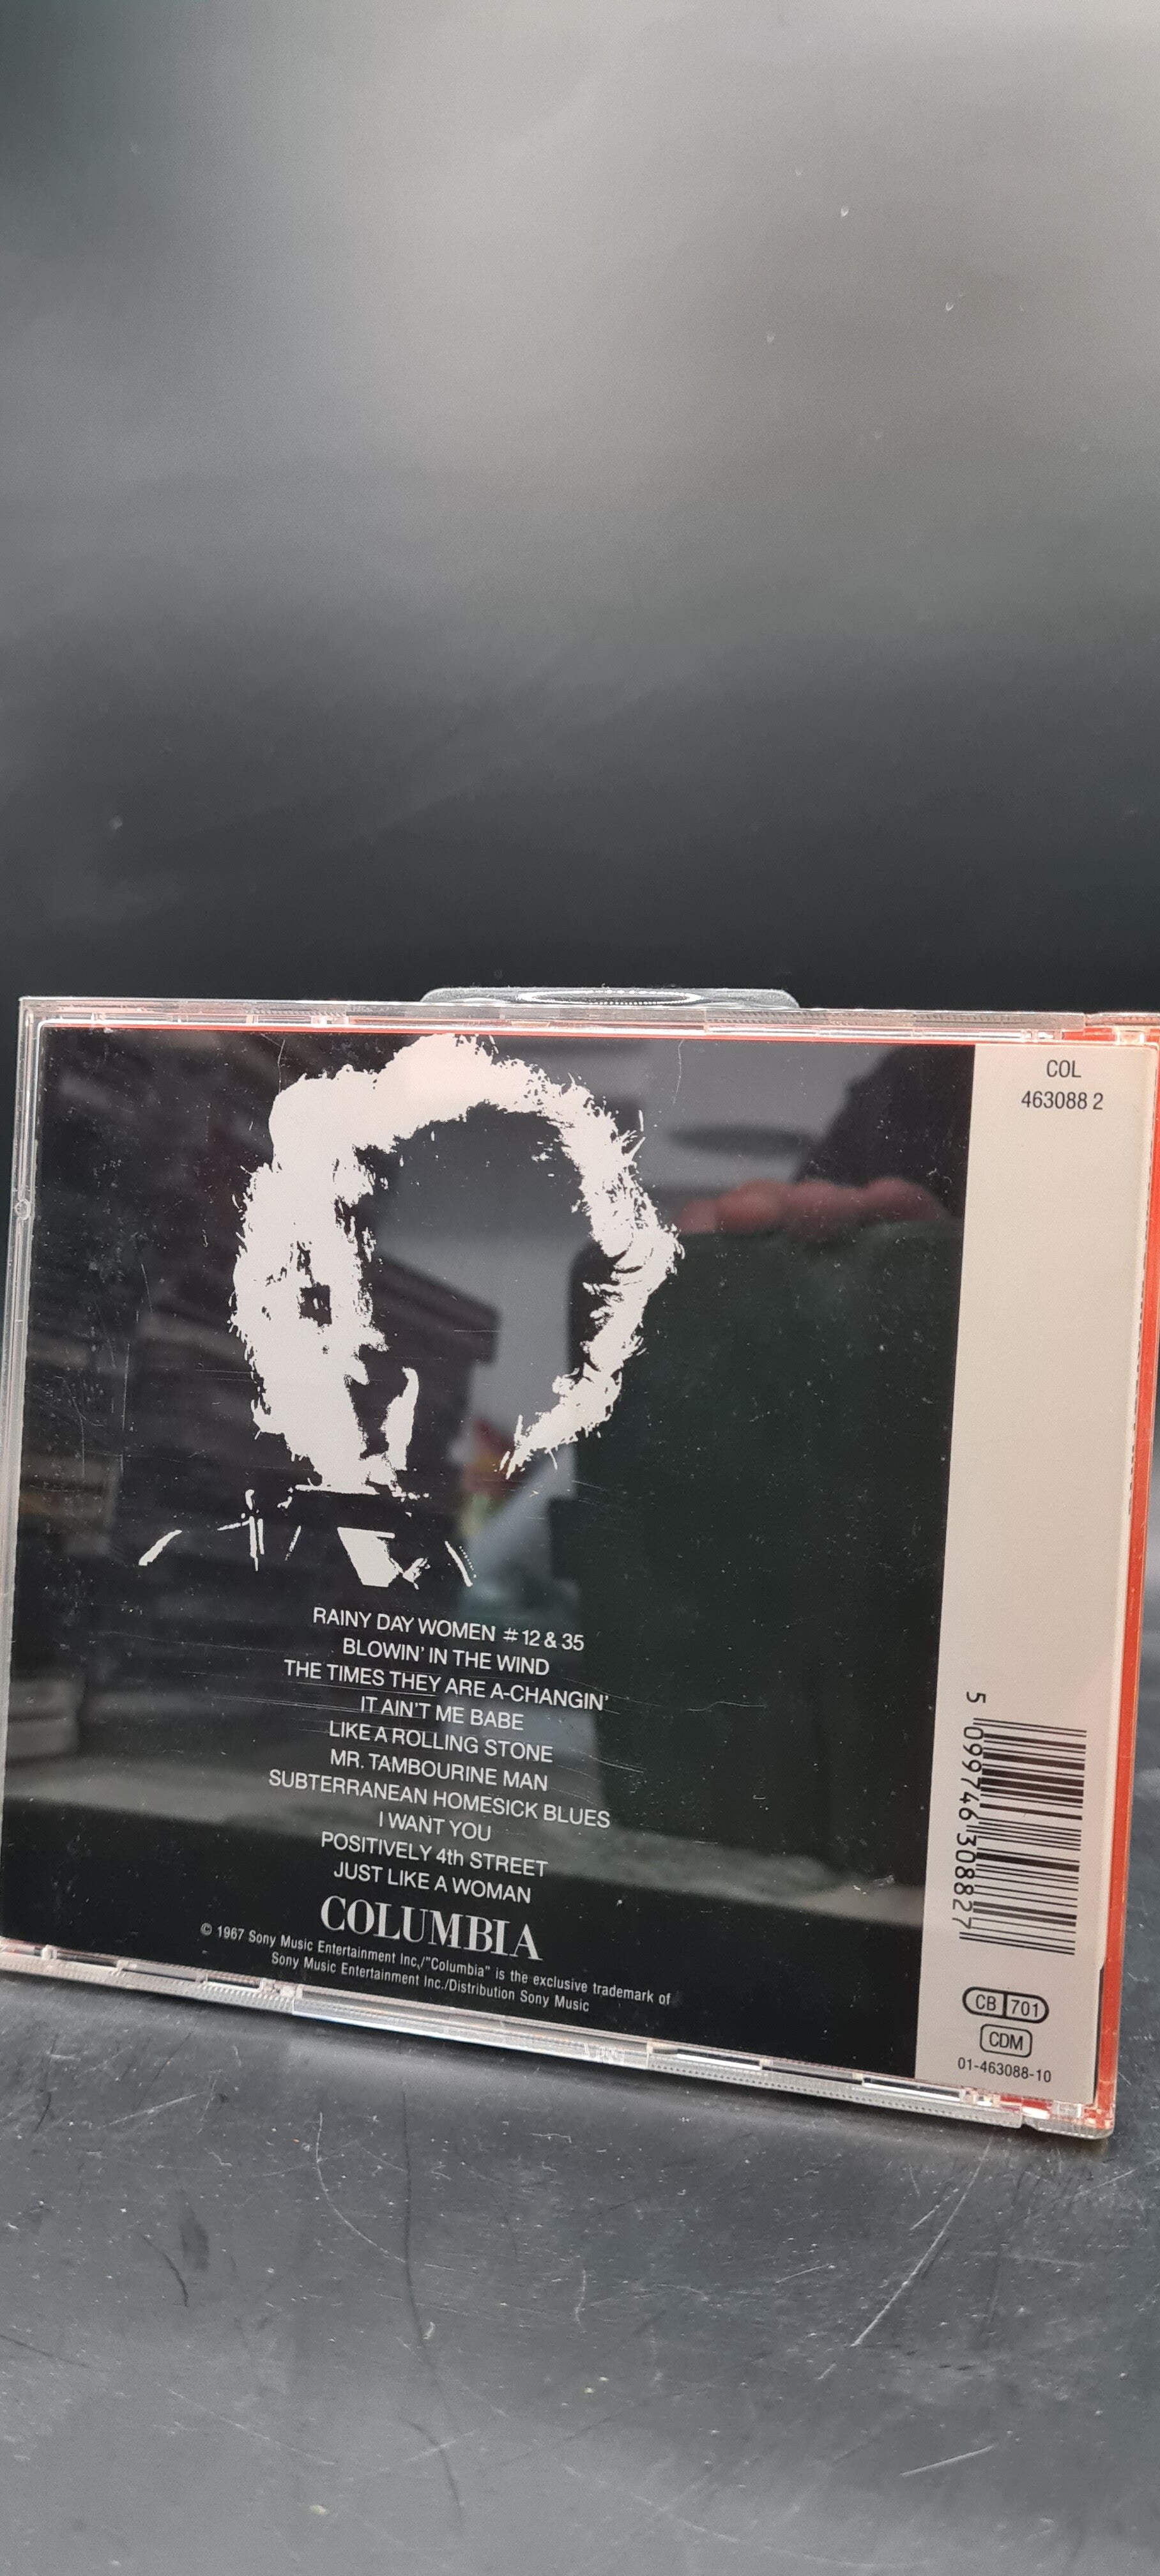 COL
463088 2
RAINY DAY WOMEN #12 & 35
BLOWIN' IN THE WIND
THE TIMES THEY ARE A-CHANGIN'
IT AIN'T ME BABE
LIKE A ROLLING STONE
MR. TAMBOURINE MAN
SUBTERRANEAN HOMESICK BLUES
I WANT YOU
POSITIVELY 4th STREET
JUST LIKE A WOMAN
COLUMBIA
© 1967 Sony Music Entertainment Inc./"Columbia" is the exclusive trademark of
Sony Music Entertainment Inc./Distribution Sony Music
5 099746 308827
CB 701
CDM
01-463088-10